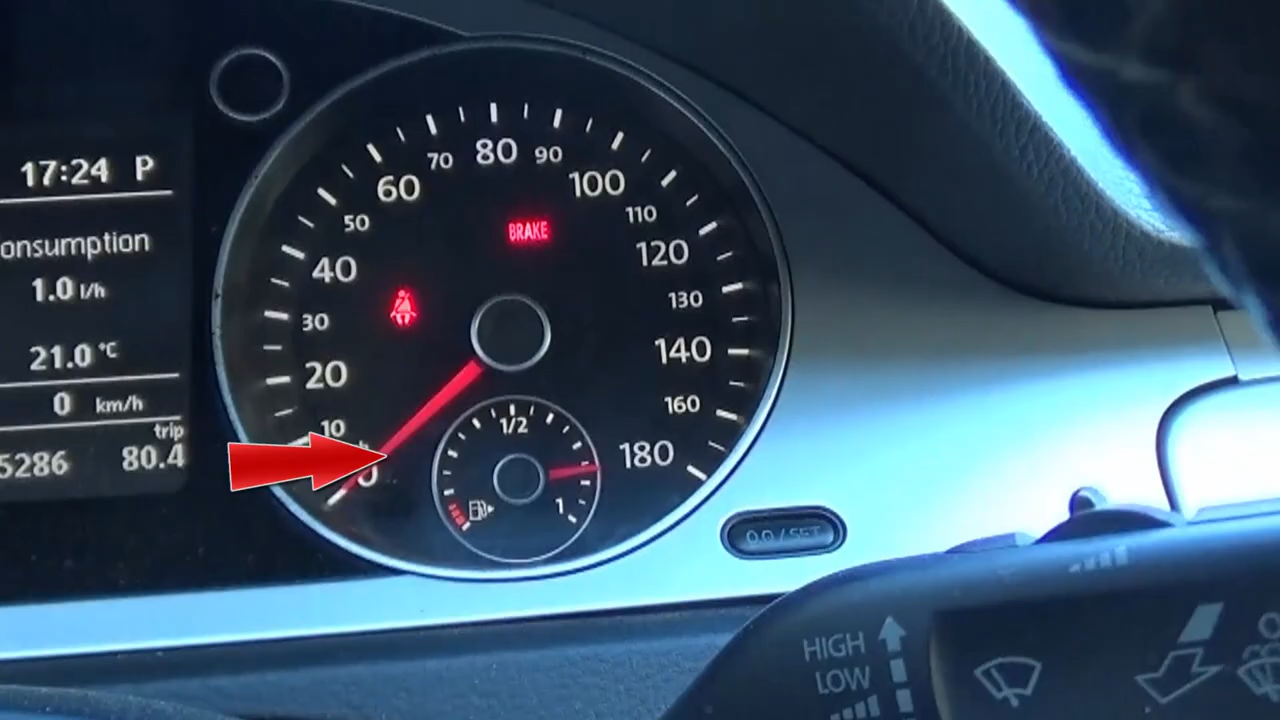 17:24 P
onsumption
1.0 l/h
21.0 °C
0 km/h
trip
5286 80.4
0
10
20
30
40
50
60
70
80
90
100
110
120
130
140
160
180
BRAKE
1/2
1
0.0 / SET
HIGH
LOW